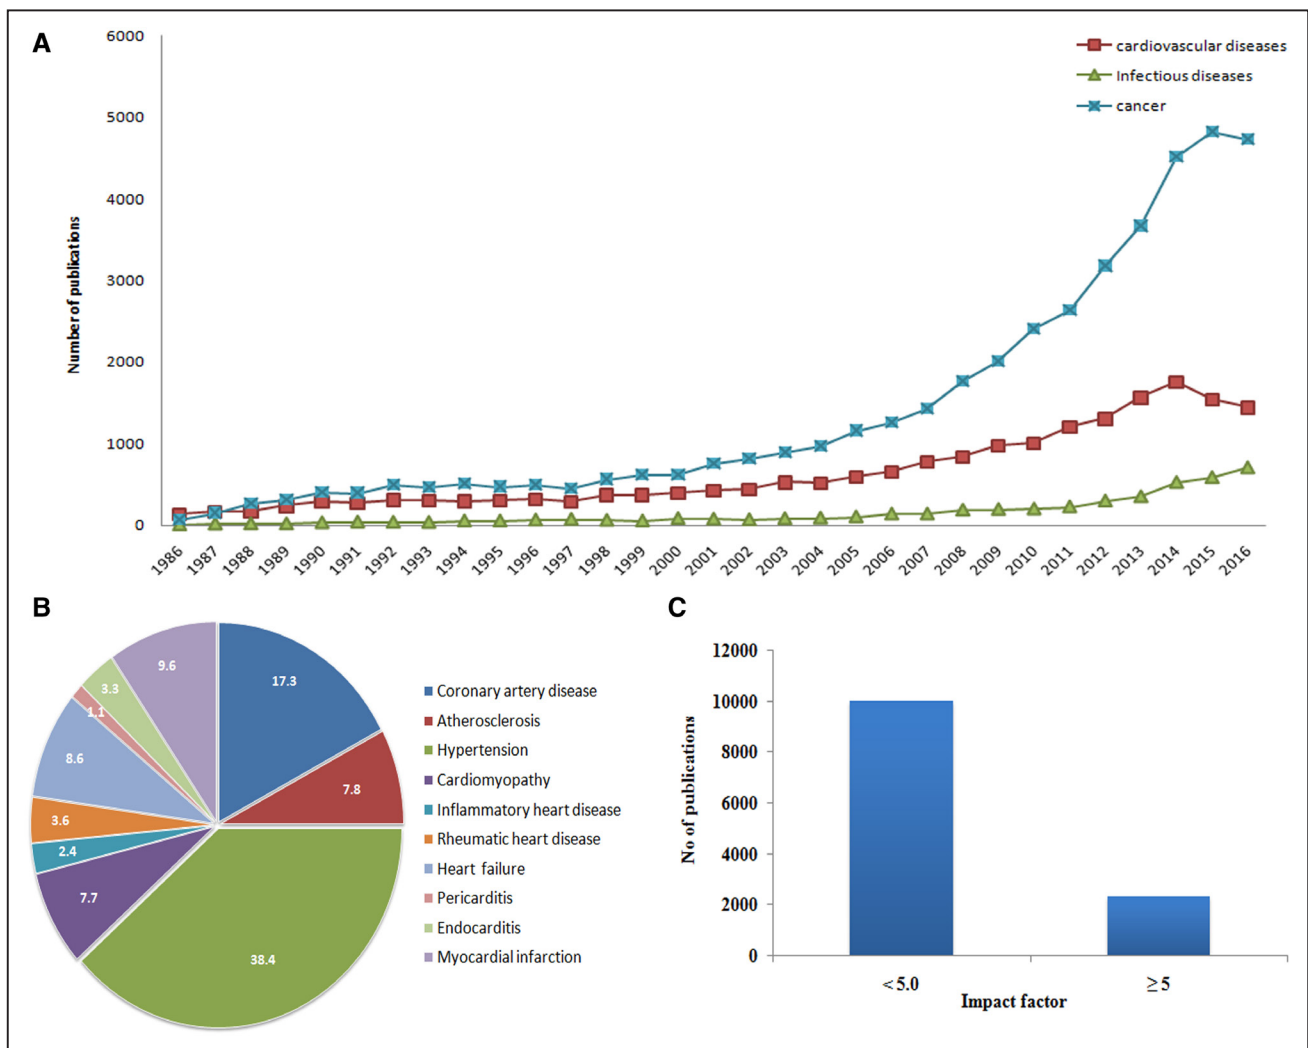 A
6000
5000
4000
3000
2000
1000
0
Number of publications
cardiovascular diseases
Infectious diseases
cancer
1986 1987 1988 1989 1990 1991 1992 1993 1994 1995 1996 1997 1998 1999 2000 2001 2002 2003 2004 2005 2006 2007 2008 2009 2010 2011 2012 2013 2014 2015 2016
B
17.3
7.8
38.4
7.7
2.4
3.6
8.6
1.1
3.3
9.6
Coronary artery disease
Atherosclerosis
Hypertension
Cardiomyopathy
Inflammatory heart disease
Rheumatic heart disease
Heart failure
Pericarditis
Endocarditis
Myocardial infarction
C
12000
10000
8000
6000
4000
2000
0
No of publications
< 5.0 ≥ 5
Impact factor